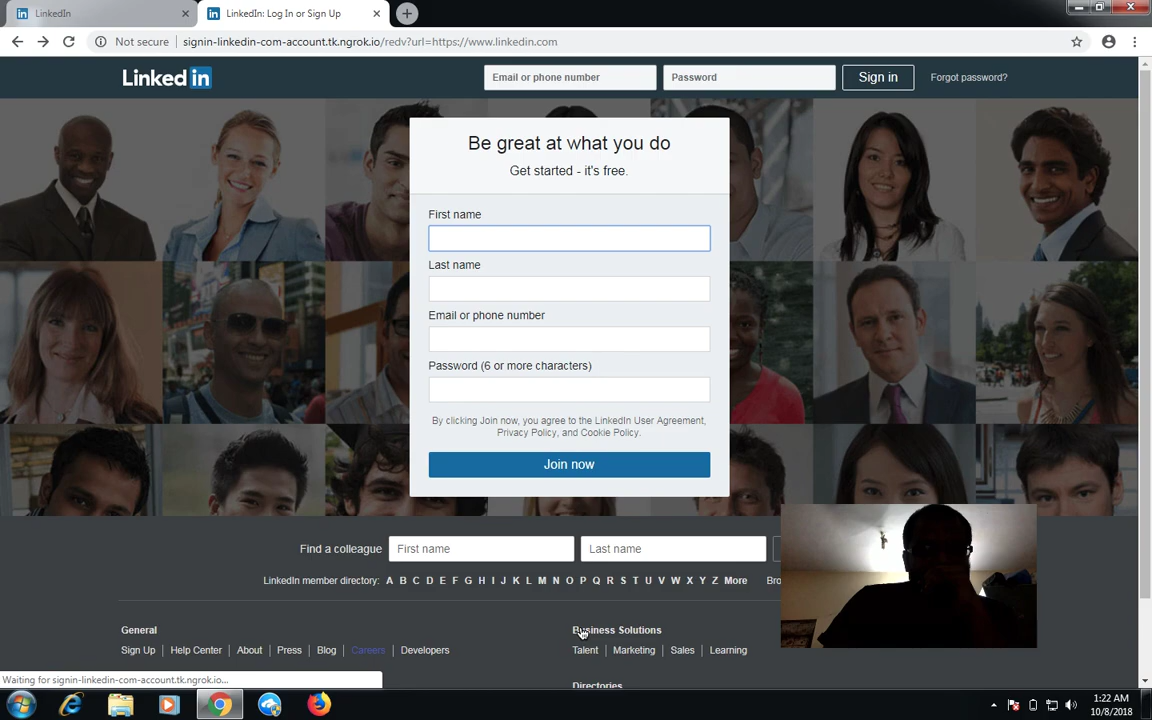 LinkedIn
LinkedIn: Log In or Sign Up
Not secure
signin-linkedin-com-account.tk.ngrok.io/redv?url=https://www.linkedin.com
Linked in
Email or phone number
Password
Sign in
Forgot password?
Be great at what you do
Get started - it's free.
First name
Last name
Email or phone number
Password (6 or more characters)
By clicking Join now, you agree to the LinkedIn User Agreement,
Privacy Policy, and Cookie Policy.
Join now
Find a colleague
First name
Last name
LinkedIn member directory: A B C D E F G H I J K L M N O P Q R S T U V W X Y Z More
General
Business Solutions
Sign Up
Help Center
About
Press
Blog
Careers
Developers
Talent
Marketing
Sales
Learning
Waiting for signin-linkedin-com-account.tk.ngrok.io...
Directories
1:22 AM
10/8/2018